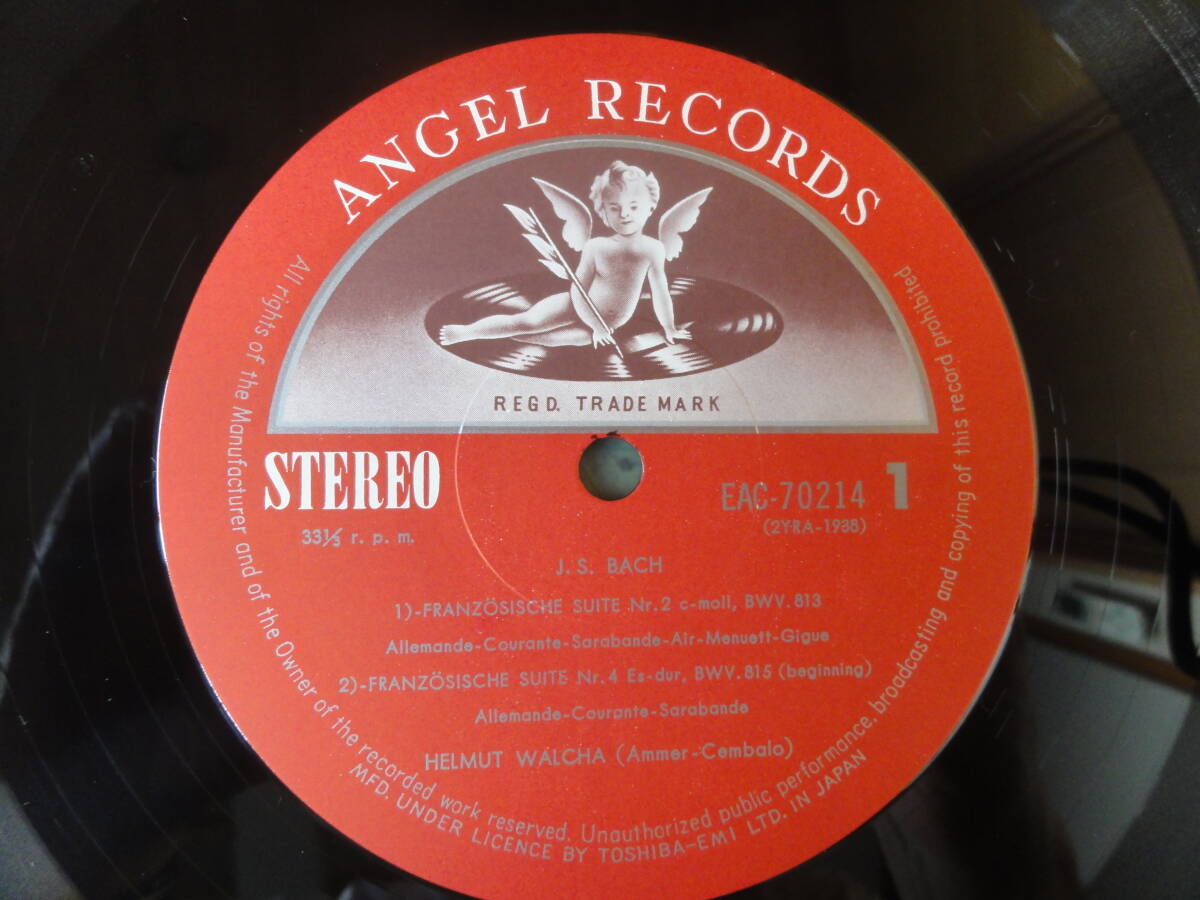 ANGEL RECORDS
REGD. TRADE MARK
STEREO
33⅓ r. p. m.
EAC-70214 1
(2YRA-1938)
J. S. BACH
1)-FRANZÖSISCHE SUITE Nr. 2 c-moll, BWV. 813
Allemande-Courante-Sarabande-Air-Menuett-Gigue
2)-FRANZÖSISCHE SUITE Nr. 4 Es-dur, BWV. 815 (beginning)
Allemande-Courante-Sarabande
HELMUT WALCHA (Ammer-Cembalo)
All rights of the Manufacturer and of the Owner of the recorded work reserved. Unauthorized public performance, broadcasting and copying of this record prohibited
MFD. UNDER LICENCE BY TOSHIBA-EMI LTD. IN JAPAN